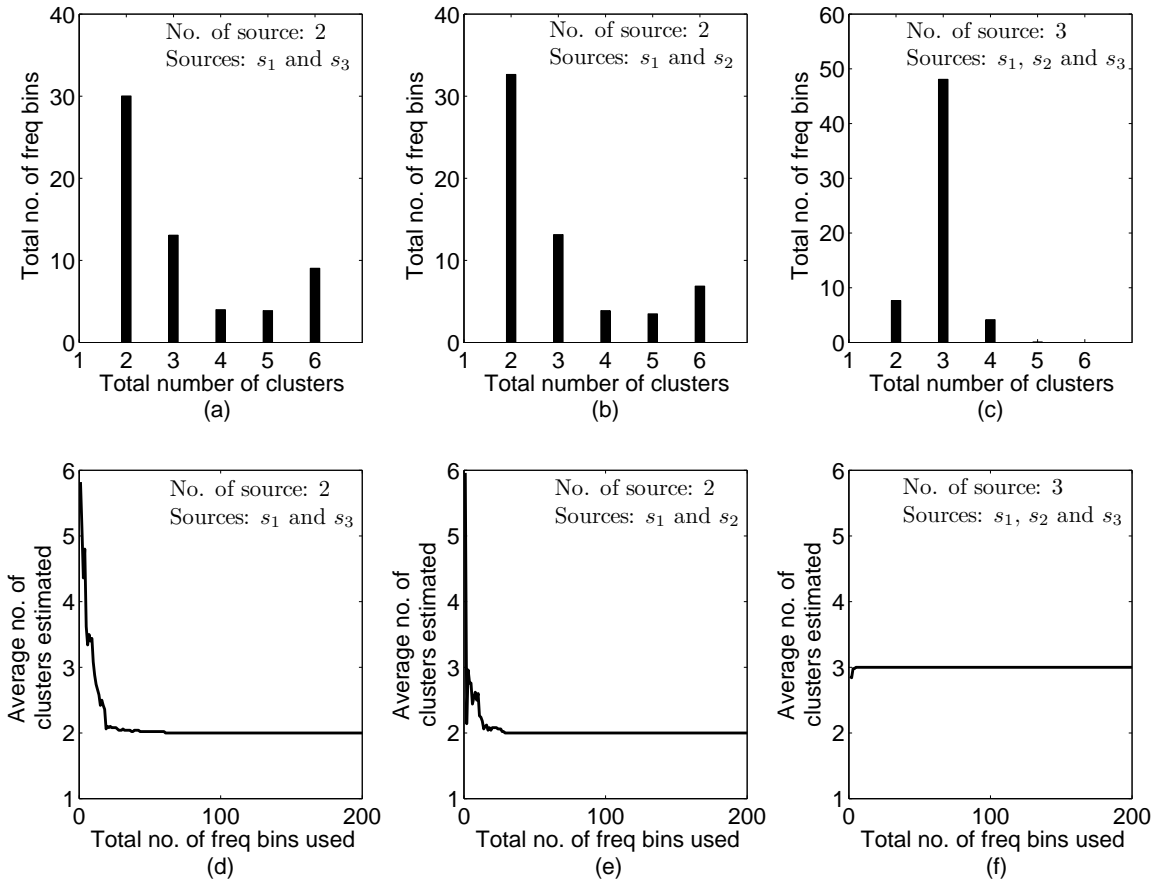 40
30
20
10
0
Total no. of freq bins
No. of source: 2
Sources: s₁ and s₃
1 2 3 4 5 6
Total number of clusters
(a)
40
30
20
10
0
Total no. of freq bins
No. of source: 2
Sources: s₁ and s₂
1 2 3 4 5 6
Total number of clusters
(b)
60
50
40
30
20
10
0
Total no. of freq bins
No. of source: 3
Sources: s₁, s₂ and s₃
1 2 3 4 5 6
Total number of clusters
(c)
6
5
4
3
2
1
Average no. of
clusters estimated
No. of source: 2
Sources: s₁ and s₃
0 100 200
Total no. of freq bins used
(d)
6
5
4
3
2
1
Average no. of
clusters estimated
No. of source: 2
Sources: s₁ and s₂
0 100 200
Total no. of freq bins used
(e)
6
5
4
3
2
1
Average no. of
clusters estimated
No. of source: 3
Sources: s₁, s₂ and s₃
0 100 200
Total no. of freq bins used
(f)